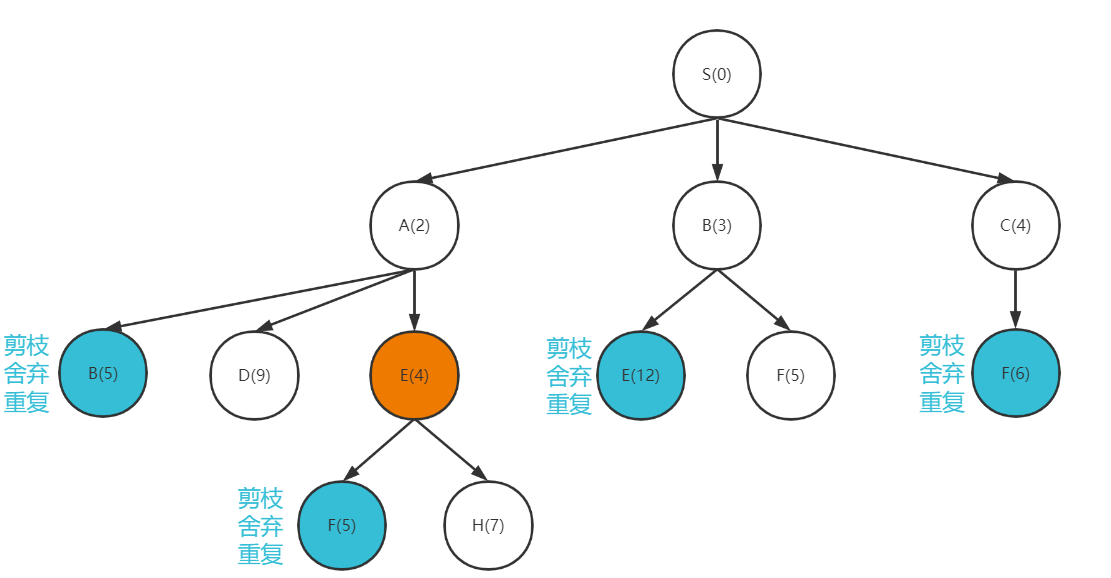 S(0)
A(2)
B(3)
C(4)
剪枝
舍弃
重复
B(5)
D(9)
E(4)
剪枝
舍弃
重复
E(12)
F(5)
剪枝
舍弃
重复
F(6)
剪枝
舍弃
重复
F(5)
H(7)